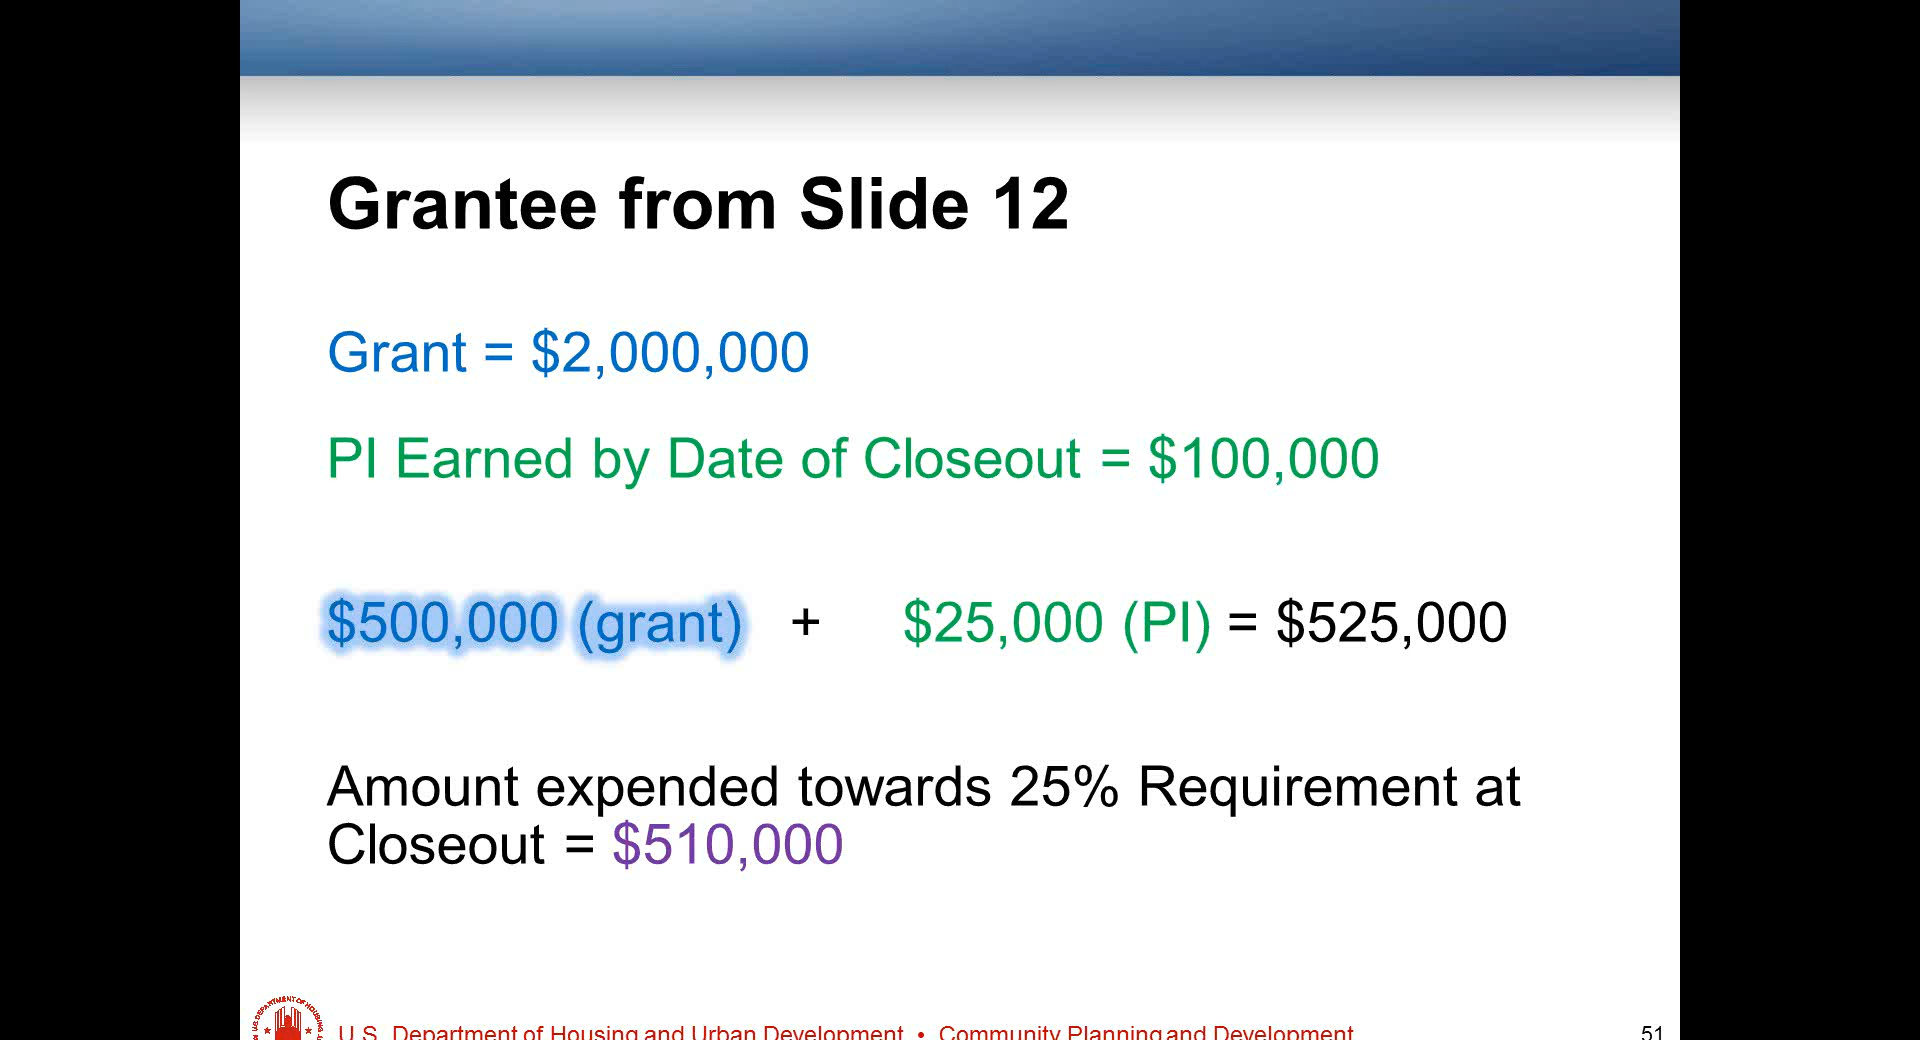 Grantee from Slide 12
Grant = $2,000,000
PI Earned by Date of Closeout = $100,000
$500,000 (grant) + $25,000 (PI) = $525,000
Amount expended towards 25% Requirement at
Closeout = $510,000
U.S. Department of Housing and Urban Development • Community Planning and Development
51